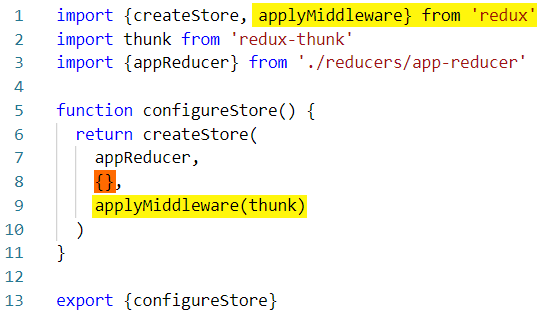 1 import {createStore, applyMiddleware} from 'redux'
2 import thunk from 'redux-thunk'
3 import {appReducer} from './reducers/app-reducer'
4
5 function configureStore() {
6   return createStore(
7     appReducer,
8     {},
9     applyMiddleware(thunk)
10   )
11 }
12
13 export {configureStore}